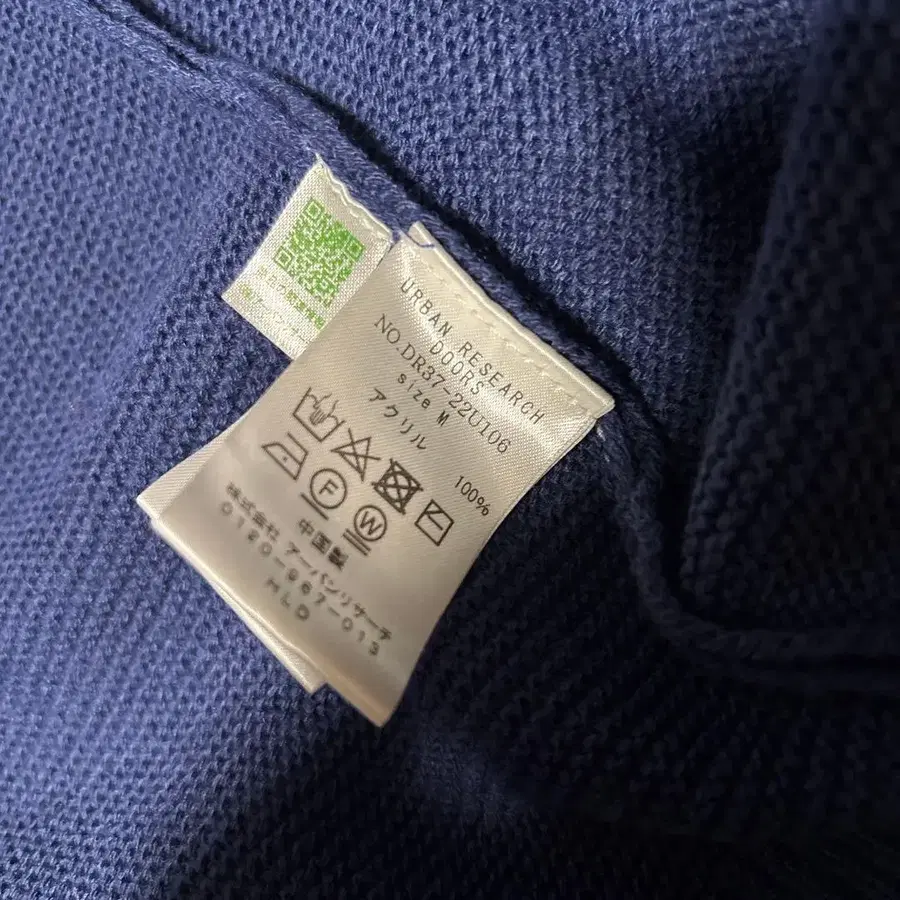 URBAN RESEARCH
DOORS
NO.DR37-22U106
size M
アクリル 100%
F
W
中国製
株式会社 アーバンリサーチ
0120-967-013
HLD